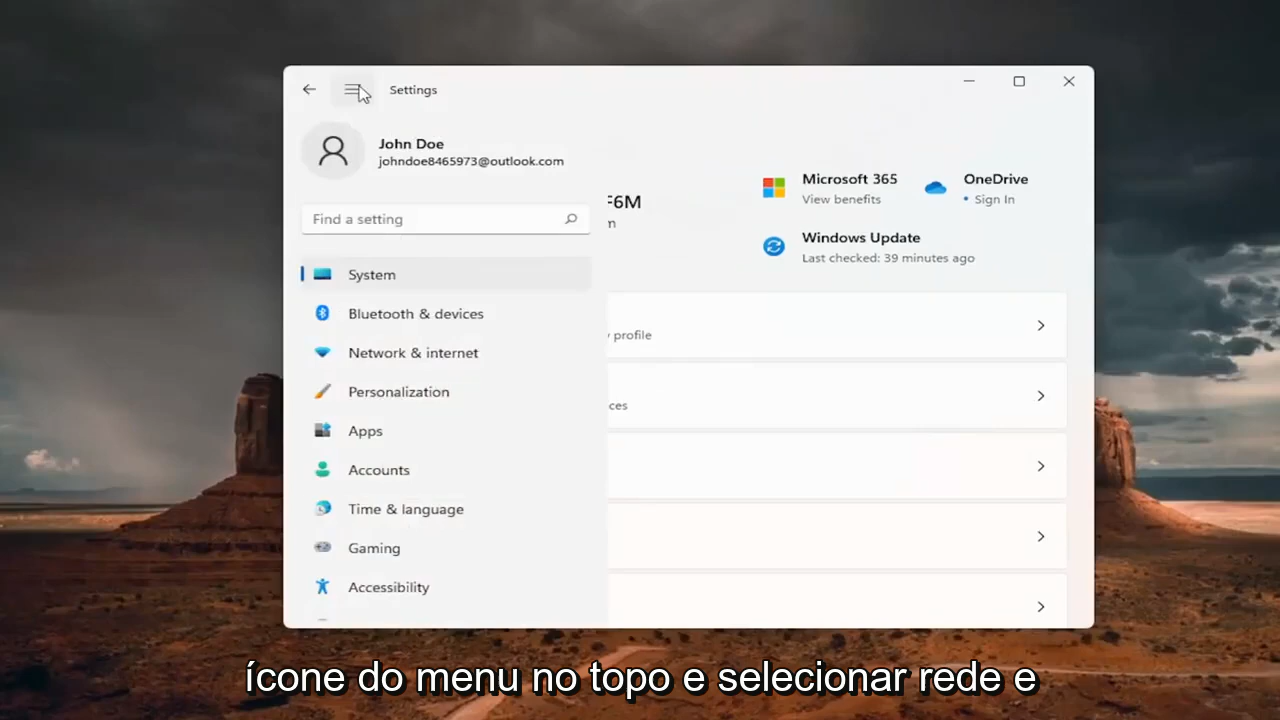 Settings
John Doe
johndoe8465973@outlook.com
Find a setting
System
Bluetooth & devices
Network & internet
Personalization
Apps
Accounts
Time & language
Gaming
Accessibility
F6M
Microsoft 365
View benefits
OneDrive
• Sign In
Windows Update
Last checked: 39 minutes ago
profile
ces
ícone do menu no topo e selecionar rede e